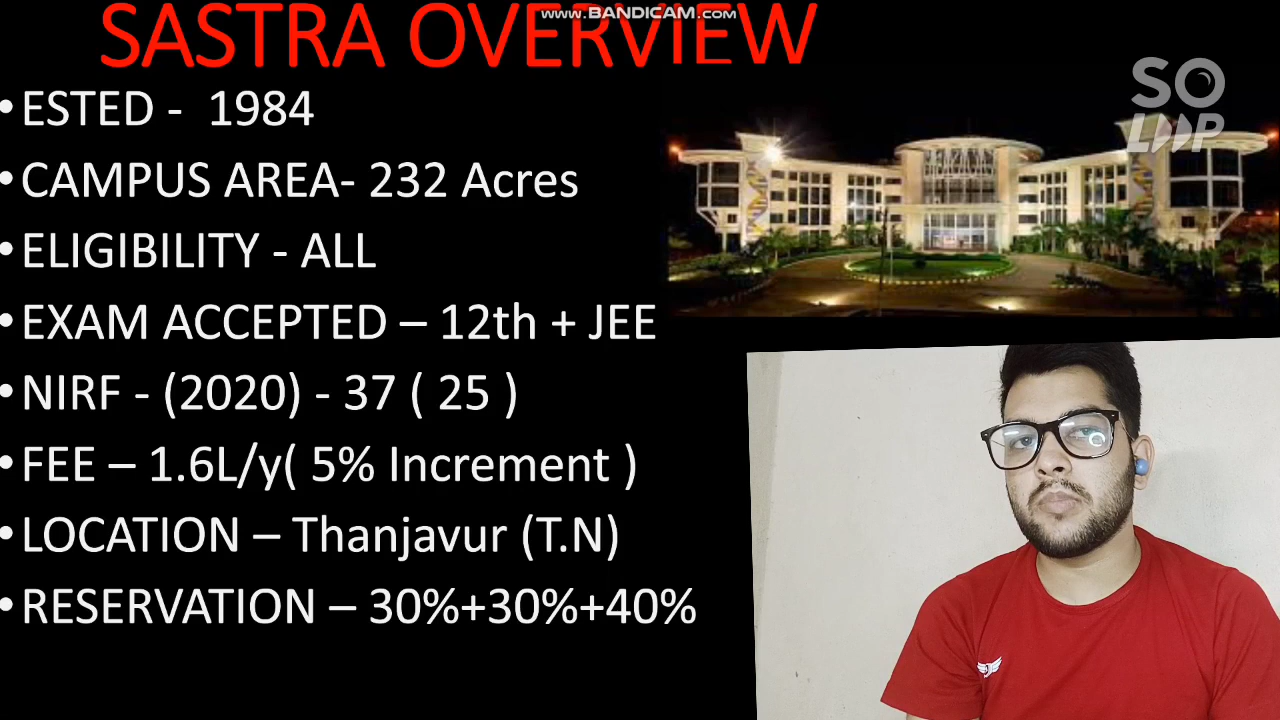 www.BANDICAM.com
SASTRA OVERVIEW
SO
LOOP
•ESTED - 1984
•CAMPUS AREA- 232 Acres
•ELIGIBILITY - ALL
•EXAM ACCEPTED – 12th + JEE
•NIRF - (2020) - 37 ( 25 )
•FEE – 1.6L/y( 5% Increment )
•LOCATION – Thanjavur (T.N)
•RESERVATION – 30%+30%+40%